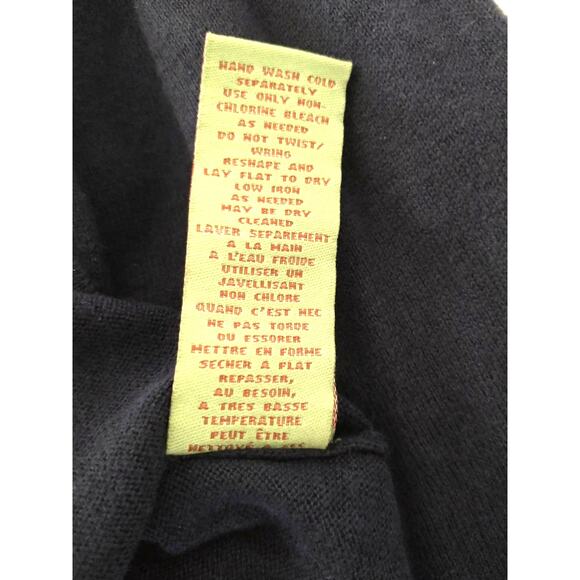 HAND WASH COLD
SEPARATELY
USE ONLY NON-
CHLORINE BLEACH
AS NEEDED
DO NOT TWIST/
WRING
RESHAPE AND
LAY FLAT TO DRY
LOW IRON
AS NEEDED
MAY BE DRY
CLEANED
LAVER SEPAREMENT
A LA MAIN
A L'EAU FROIDE
UTILISER UN
JAVELLISANT
NON CHLORE
QUAND C'EST NEC
NE PAS TORDE
OU ESSORER
METTRE EN FORME
SECHER A PLAT
REPASSER,
AU BESOIN,
A TRES BASSE
TEMPERATURE
PEUT ÊTRE
NETTOYÉ A SEC